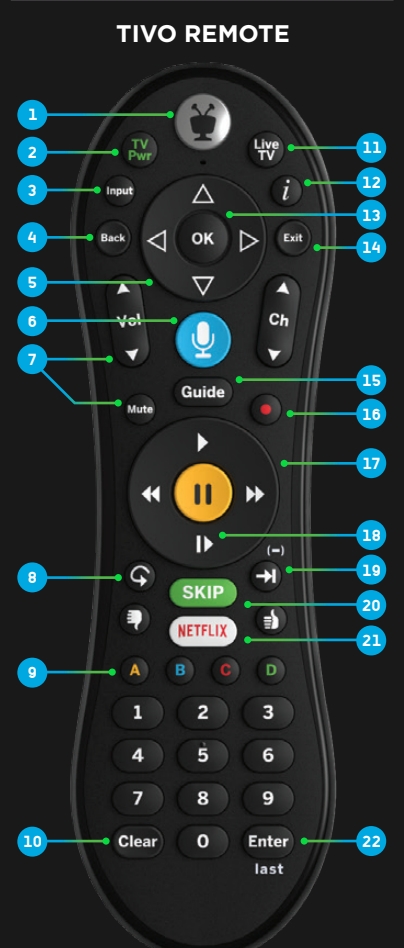 TIVO REMOTE
1
2
TV
Pwr
Live
TV
11
3
Input
i
12
13
4
Back
OK
Exit
14
5
6
Vol
Ch
7
Guide
15
Mute
16
17
18
(–)
8
19
SKIP
20
NETFLIX
21
9
A B C D
1 2 3
4 5 6
7 8 9
10
Clear 0 Enter
22
last